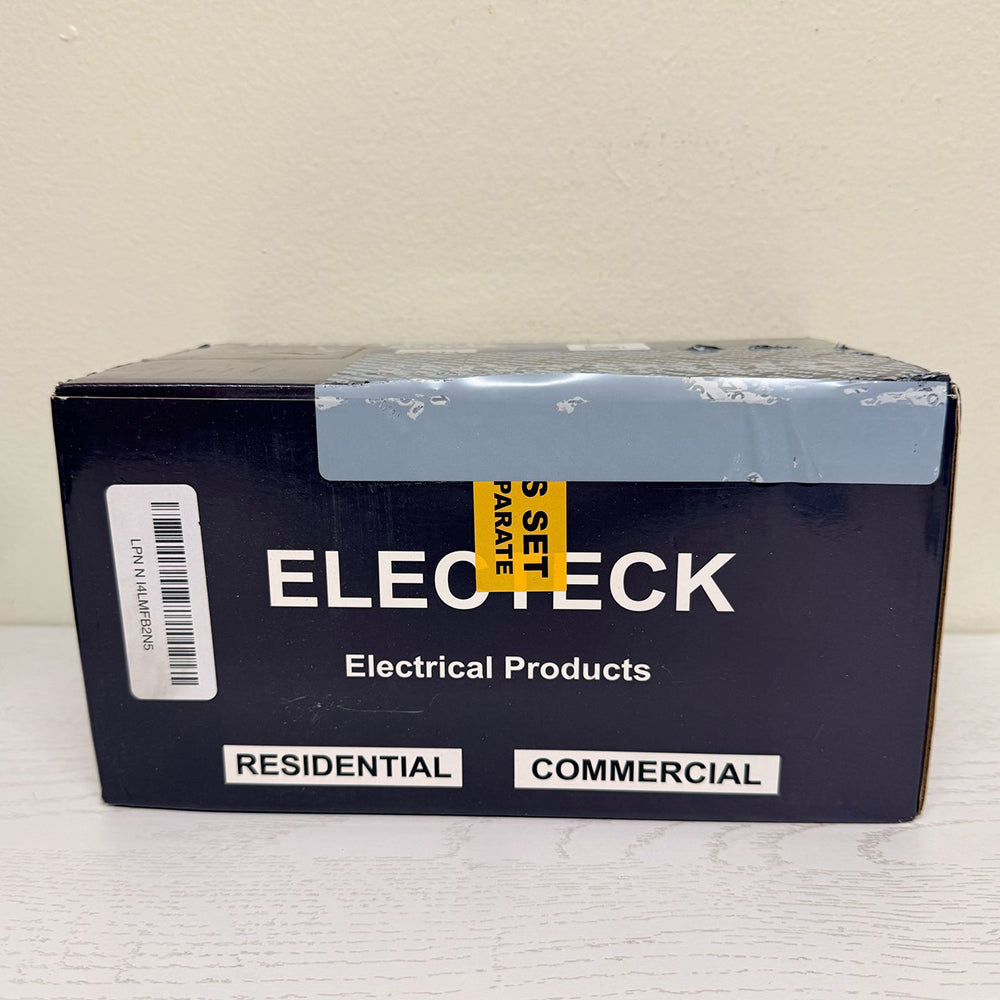 S SET
PARATE
LPN N I4LMFB2N5
ELECTECK
Electrical Products
RESIDENTIAL
COMMERCIAL